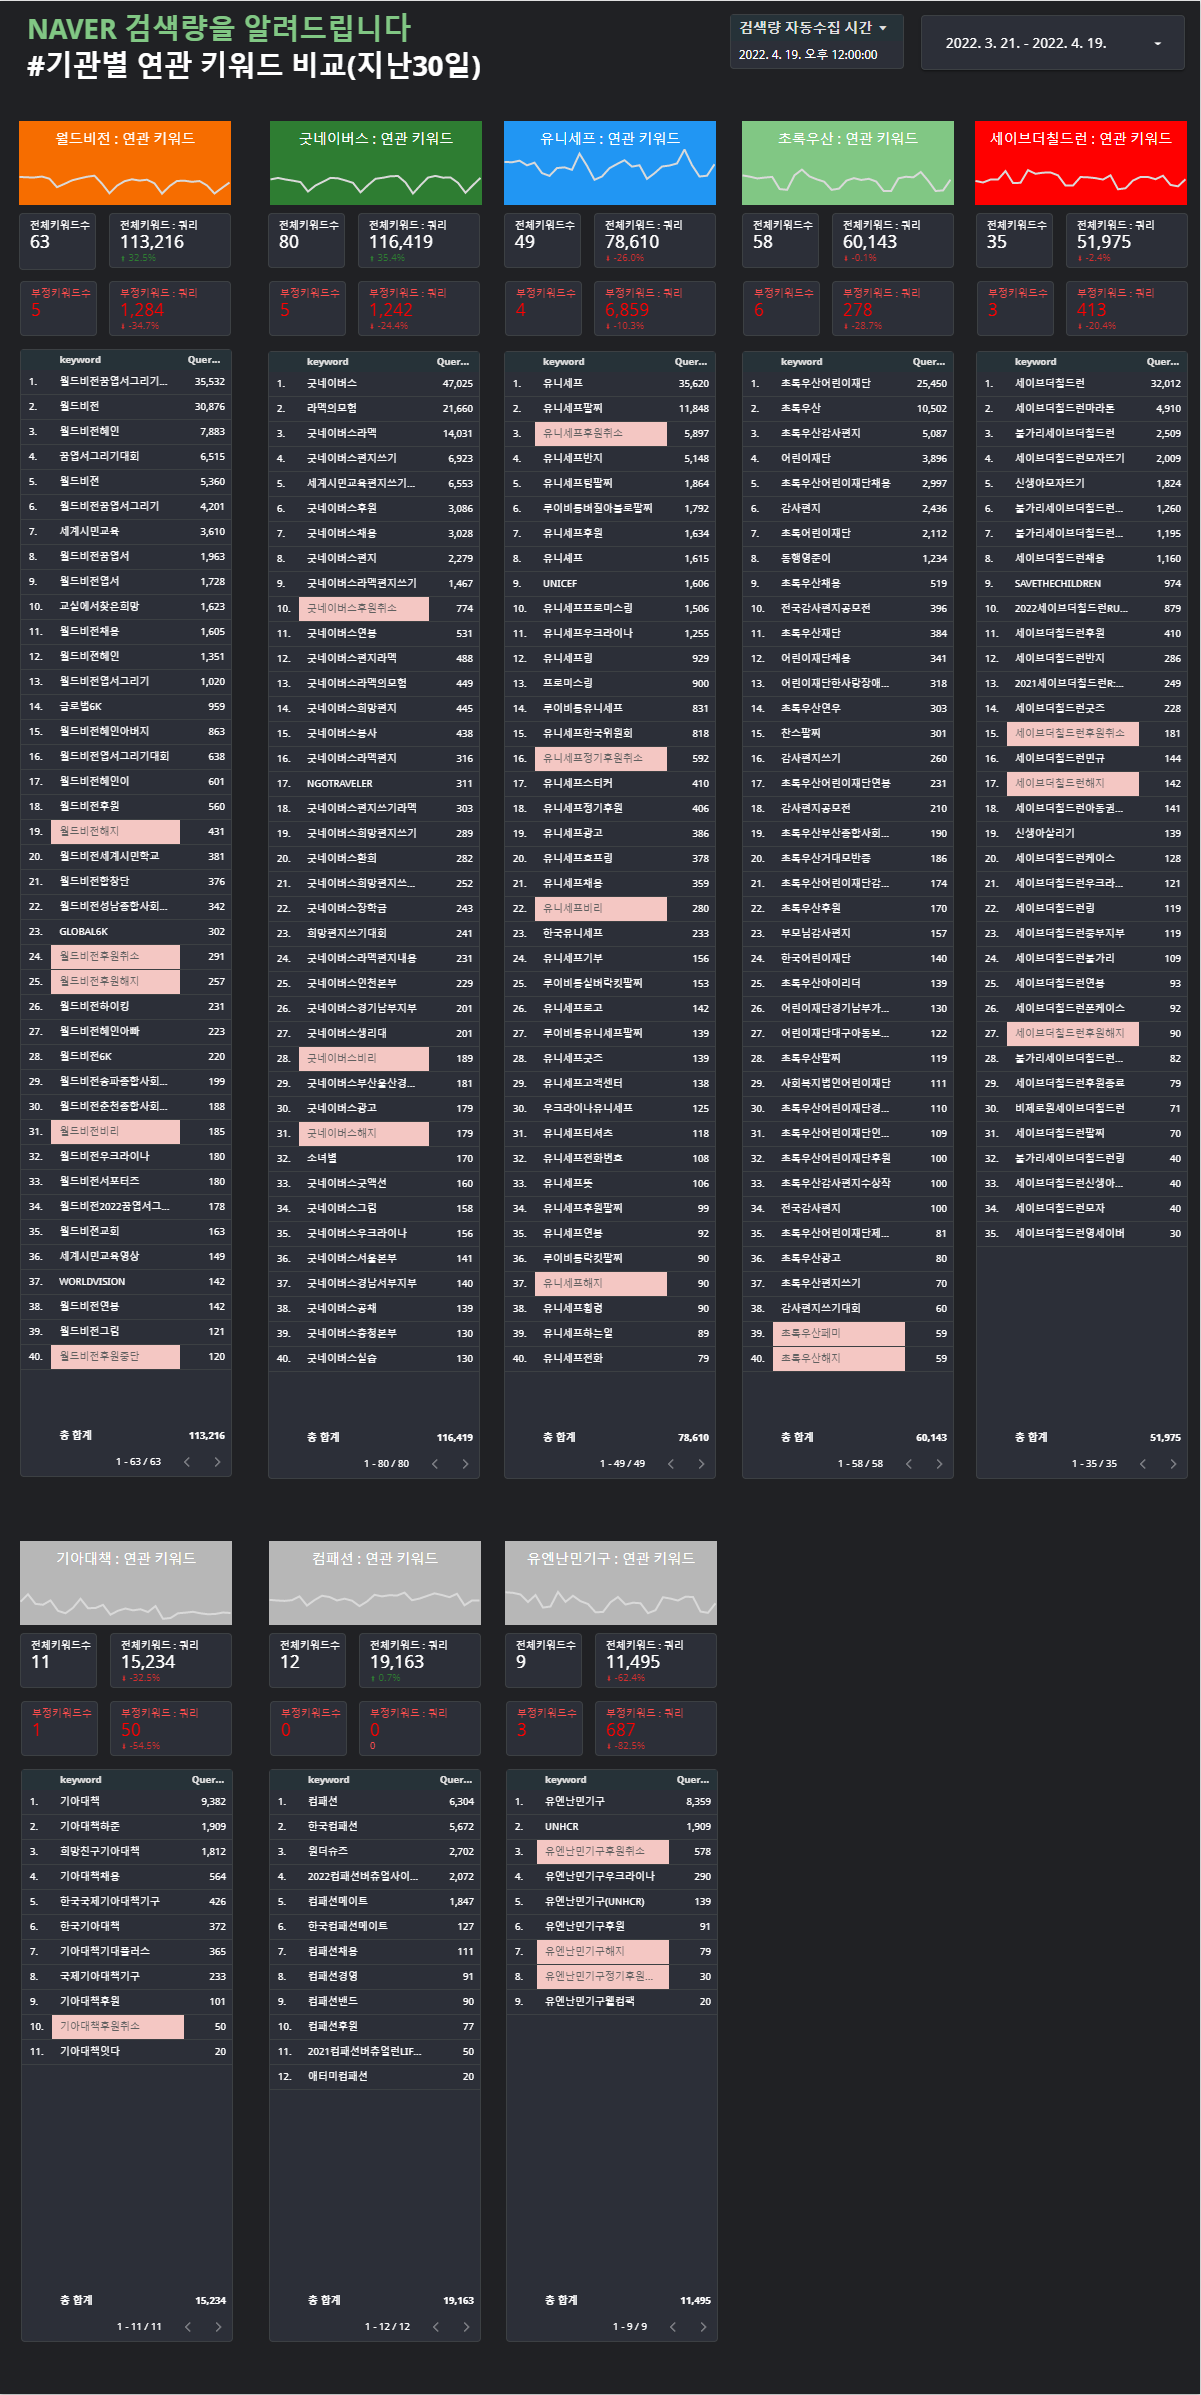 NAVER 검색량을 알려드립니다
#기관별 연관 키워드 비교(지난30일)
검색량 자동수집 시간
2022. 4. 19. 오후 12:00:00
2022. 3. 21. - 2022. 4. 19.
월드비전 : 연관 키워드
전체키워드수
63
전체키워드 : 쿼리
113,216
32.5%
부정키워드수
5
부정키워드 : 쿼리
1,284
-34.7%
keyword Quer...
1. 월드비전꿈엽서그리기... 35,532
2. 월드비전 30,876
3. 월드비전혜인 7,883
4. 꿈엽서그리기대회 6,515
5. 월드비젼 5,360
6. 월드비전꿈엽서그리기 4,201
7. 세계시민교육 3,610
8. 월드비전꿈엽서 1,963
9. 월드비전엽서 1,728
10. 교실에서찾은희망 1,623
11. 월드비전채용 1,605
12. 월드비젼혜인 1,351
13. 월드비전엽서그리기 1,020
14. 글로벌6K 959
15. 월드비전혜인아버지 863
16. 월드비전엽서그리기대회 638
17. 월드비전혜인이 601
18. 월드비전후원 560
19. 월드비전해지 431
20. 월드비전세계시민학교 381
21. 월드비전합창단 376
22. 월드비전성남종합사회... 342
23. GLOBAL6K 302
24. 월드비전후원취소 291
25. 월드비전후원해지 257
26. 월드비전하이킹 231
27. 월드비전혜인아빠 223
28. 월드비전6K 220
29. 월드비전송파종합사회... 199
30. 월드비전춘천종합사회... 188
31. 월드비전비리 185
32. 월드비전우크라이나 180
33. 월드비전서포터즈 180
34. 월드비전2022꿈엽서그... 178
35. 월드비전교회 163
36. 세계시민교육영상 149
37. WORLDVISION 142
38. 월드비전연봉 142
39. 월드비전그림 121
40. 월드비전후원중단 120
총 합계 113,216
1 - 63 / 63
굿네이버스 : 연관 키워드
전체키워드수
80
전체키워드 : 쿼리
116,419
35.4%
부정키워드수
5
부정키워드 : 쿼리
1,242
-24.4%
keyword Quer...
1. 굿네이버스 47,025
2. 라멕의모험 21,660
3. 굿네이버스라멕 14,031
4. 굿네이버스편지쓰기 6,923
5. 세계시민교육편지쓰기... 6,553
6. 굿네이버스후원 3,086
7. 굿네이버스채용 3,028
8. 굿네이버스편지 2,279
9. 굿네이버스라멕편지쓰기 1,467
10. 굿네이버스후원취소 774
11. 굿네이버스연봉 531
12. 굿네이버스편지라멕 488
13. 굿네이버스라멕의모험 449
14. 굿네이버스희망편지 445
15. 굿네이버스봉사 438
16. 굿네이버스라멕편지 316
17. NGOTRAVELER 311
18. 굿네이버스편지쓰기라멕 303
19. 굿네이버스희망편지쓰기 289
20. 굿네이버스환희 282
21. 굿네이버스희망편지쓰... 252
22. 굿네이버스장학금 243
23. 희망편지쓰기대회 241
24. 굿네이버스라멕편지내용 231
25. 굿네이버스인천본부 229
26. 굿네이버스경기남부지부 201
27. 굿네이버스생리대 201
28. 굿네이버스비리 189
29. 굿네이버스부산울산경... 181
30. 굿네이버스광고 179
31. 굿네이버스해지 179
32. 소녀별 170
33. 굿네이버스굿액션 160
34. 굿네이버스그림 158
35. 굿네이버스우크라이나 156
36. 굿네이버스서울본부 141
37. 굿네이버스경남서부지부 140
38. 굿네이버스공채 139
39. 굿네이버스충청본부 130
40. 굿네이버스실습 130
총 합계 116,419
1 - 80 / 80
유니세프 : 연관 키워드
전체키워드수
49
전체키워드 : 쿼리
78,610
-26.0%
부정키워드수
4
부정키워드 : 쿼리
6,859
-10.3%
keyword Quer...
1. 유니세프 35,620
2. 유니세프팔찌 11,848
3. 유니세프후원취소 5,897
4. 유니세프반지 5,148
5. 유니세프팀팔찌 1,864
6. 루이비통버질아블로팔찌 1,792
7. 유니세프후원 1,634
8. 유니셰프 1,615
9. UNICEF 1,606
10. 유니세프프로미스링 1,506
11. 유니세프우크라이나 1,255
12. 유니세프링 929
13. 프로미스링 900
14. 루이비통유니세프 831
15. 유니세프한국위원회 818
16. 유니세프정기후원취소 592
17. 유니세프스티커 410
18. 유니세프정기후원 406
19. 유니세프광고 386
20. 유니세프호프링 378
21. 유니세프채용 359
22. 유니세프비리 280
23. 한국유니세프 233
24. 유니세프기부 156
25. 루이비통실버락킷팔찌 153
26. 유니세프로고 142
27. 루이비통유니세프팔찌 139
28. 유니세프굿즈 139
29. 유니세프고객센터 138
30. 우크라이나유니세프 125
31. 유니세프티셔츠 118
32. 유니세프전화번호 108
33. 유니세프뜻 106
34. 유니세프후원팔찌 99
35. 유니세프연봉 92
36. 루이비통락킷팔찌 90
37. 유니세프해지 90
38. 유니세프횡령 90
39. 유니세프하는일 89
40. 유니세프전화 79
총 합계 78,610
1 - 49 / 49
초록우산 : 연관 키워드
전체키워드수
58
전체키워드 : 쿼리
60,143
-0.1%
부정키워드수
6
부정키워드 : 쿼리
278
-28.7%
keyword Quer...
1. 초록우산어린이재단 25,450
2. 초록우산 10,502
3. 초록우산감사편지 5,087
4. 어린이재단 3,896
5. 초록우산어린이재단채용 2,997
6. 감사편지 2,436
7. 초록어린이재단 2,112
8. 동행영준이 1,234
9. 초록우산채용 519
10. 전국감사편지공모전 396
11. 초록우산재단 384
12. 어린이재단채용 341
13. 어린이재단한사랑장애... 318
14. 초록우산연우 303
15. 찬스팔찌 301
16. 감사편지쓰기 260
17. 초록우산어린이재단연봉 231
18. 감사편지공모전 210
19. 초록우산부산종합사회... 190
20. 초록우산거대모반증 186
21. 초록우산어린이재단감... 174
22. 초록우산후원 170
23. 부모님감사편지 157
24. 한국어린이재단 140
25. 초록우산아이리더 139
26. 어린이재단경기남부가... 130
27. 어린이재단대구아동보... 122
28. 초록우산팔찌 119
29. 사회복지법인어린이재단 111
30. 초록우산어린이재단경... 110
31. 초록우산어린이재단인... 109
32. 초록우산어린이재단후원 100
33. 초록우산감사편지수상작 100
34. 전국감사편지 100
35. 초록우산어린이재단제... 81
36. 초록우산광고 80
37. 초록우산편지쓰기 70
38. 감사편지쓰기대회 60
39. 초록우산페미 59
40. 초록우산해지 59
총 합계 60,143
1 - 58 / 58
세이브더칠드런 : 연관 키워드
전체키워드수
35
전체키워드 : 쿼리
51,975
-2.4%
부정키워드수
3
부정키워드 : 쿼리
413
-20.4%
keyword Quer...
1. 세이브더칠드런 32,012
2. 세이브더칠드런마라톤 4,910
3. 불가리세이브더칠드런 2,509
4. 세이브더칠드런모자뜨기 2,009
5. 신생아모자뜨기 1,824
6. 불가리세이브더칠드런... 1,260
7. 불가리세이브더칠드런... 1,195
8. 세이브더칠드런채용 1,160
9. SAVETHECHILDREN 974
10. 2022세이브더칠드런RU... 879
11. 세이브더칠드런후원 410
12. 세이브더칠드런반지 286
13. 2021세이브더칠드런R:... 249
14. 세이브더칠드런굿즈 228
15. 세이브더칠드런후원취소 181
16. 세이브더칠드런민규 144
17. 세이브더칠드런해지 142
18. 세이브더칠드런아동권... 141
19. 신생아살리기 139
20. 세이브더칠드런케이스 128
21. 세이브더칠드런우크라... 121
22. 세이브더칠드런링 119
23. 세이브더칠드런중부지부 119
24. 세이브더칠드런불가리 109
25. 세이브더칠드런연봉 93
26. 세이브더칠드런폰케이스 92
27. 세이브더칠드런후원해지 90
28. 불가리세이브더칠드런... 82
29. 세이브더칠드런후원종료 79
30. 비제로원세이브더칠드런 71
31. 세이브더칠드런팔찌 70
32. 불가리세이브더칠드런링 40
33. 세이브더칠드런신생아... 40
34. 세이브더칠드런모자 40
35. 세이브더칠드런영세이버 30
총 합계 51,975
1 - 35 / 35
기아대책 : 연관 키워드
전체키워드수
11
전체키워드 : 쿼리
15,234
-32.5%
부정키워드수
1
부정키워드 : 쿼리
50
-54.5%
keyword Quer...
1. 기아대책 9,382
2. 기아대책하준 1,909
3. 희망친구기아대책 1,812
4. 기아대책채용 564
5. 한국국제기아대책기구 426
6. 한국기아대책 372
7. 기아대책기대플러스 365
8. 국제기아대책기구 233
9. 기아대책후원 101
10. 기아대책후원취소 50
11. 기아대책잇다 20
총 합계 15,234
1 - 11 / 11
컴패션 : 연관 키워드
전체키워드수
12
전체키워드 : 쿼리
19,163
0.7%
부정키워드수
0
부정키워드 : 쿼리
0
0
keyword Quer...
1. 컴패션 6,304
2. 한국컴패션 5,672
3. 원더슈즈 2,702
4. 2022컴패션버츄얼사이... 2,072
5. 컴패션메이트 1,847
6. 한국컴패션메이트 127
7. 컴패션채용 111
8. 컴패션경영 91
9. 컴패션밴드 90
10. 컴패션후원 77
11. 2021컴패션버츄얼런LIF... 50
12. 애터미컴패션 20
총 합계 19,163
1 - 12 / 12
유엔난민기구 : 연관 키워드
전체키워드수
9
전체키워드 : 쿼리
11,495
-62.4%
부정키워드수
3
부정키워드 : 쿼리
687
-82.5%
keyword Quer...
1. 유엔난민기구 8,359
2. UNHCR 1,909
3. 유엔난민기구후원취소 578
4. 유엔난민기구우크라이나 290
5. 유엔난민기구(UNHCR) 139
6. 유엔난민기구후원 91
7. 유엔난민기구해지 79
8. 유엔난민기구정기후원... 30
9. 유엔난민기구웰컴팩 20
총 합계 11,495
1 - 9 / 9